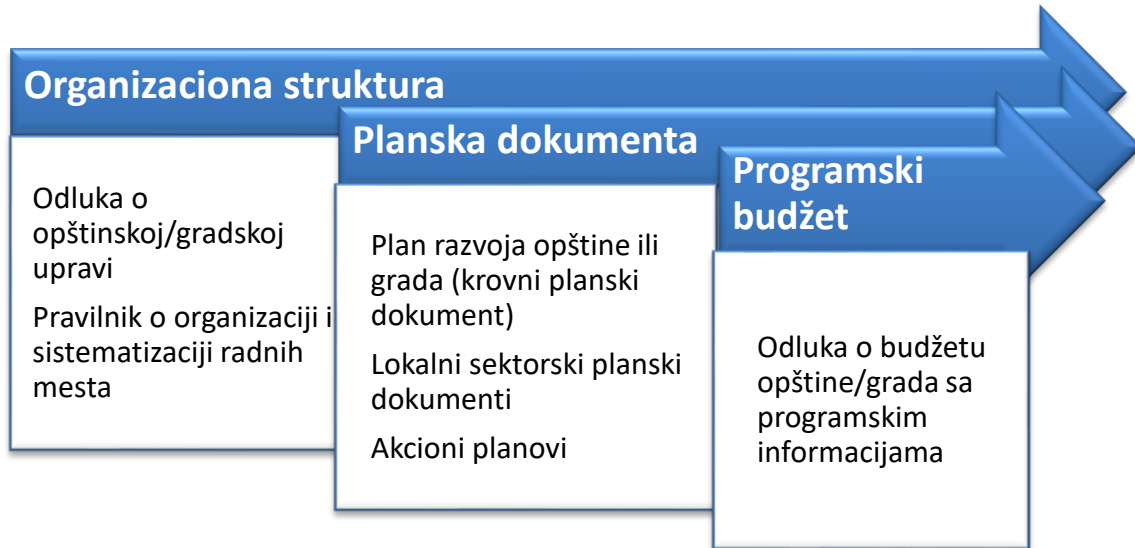 Organizaciona struktura
Odluka o
opštinskoj/gradskoj
upravi
Pravilnik o organizaciji i
sistematizaciji radnih
mesta
Planska dokumenta
Plan razvoja opštine ili
grada (krovni planski
dokument)
Lokalni sektorski planski
dokumenti
Akcioni planovi
Programski
budžet
Odluka o budžetu
opštine/grada sa
programskim
informacijama